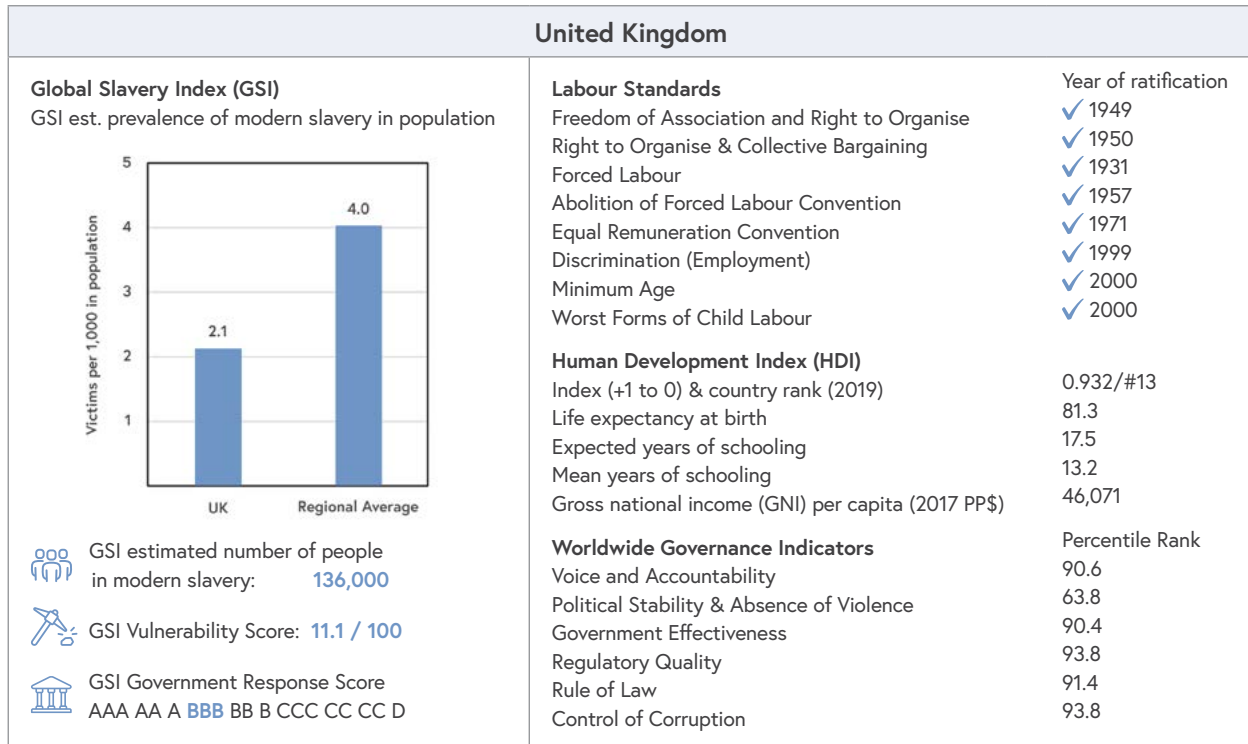 United Kingdom
Global Slavery Index (GSI)
GSI est. prevalence of modern slavery in population
Victims per 1,000 in population
5
4
3
2
1
2.1
4.0
UK
Regional Average
GSI estimated number of people
in modern slavery: 136,000
GSI Vulnerability Score: 11.1 / 100
GSI Government Response Score
AAA AA A BBB BB B CCC CC CC D
Labour Standards Year of ratification
Freedom of Association and Right to Organise ✓ 1949
Right to Organise & Collective Bargaining ✓ 1950
Forced Labour ✓ 1931
Abolition of Forced Labour Convention ✓ 1957
Equal Remuneration Convention ✓ 1971
Discrimination (Employment) ✓ 1999
Minimum Age ✓ 2000
Worst Forms of Child Labour ✓ 2000
Human Development Index (HDI)
Index (+1 to 0) & country rank (2019) 0.932/#13
Life expectancy at birth 81.3
Expected years of schooling 17.5
Mean years of schooling 13.2
Gross national income (GNI) per capita (2017 PP$) 46,071
Worldwide Governance Indicators Percentile Rank
Voice and Accountability 90.6
Political Stability & Absence of Violence 63.8
Government Effectiveness 90.4
Regulatory Quality 93.8
Rule of Law 91.4
Control of Corruption 93.8